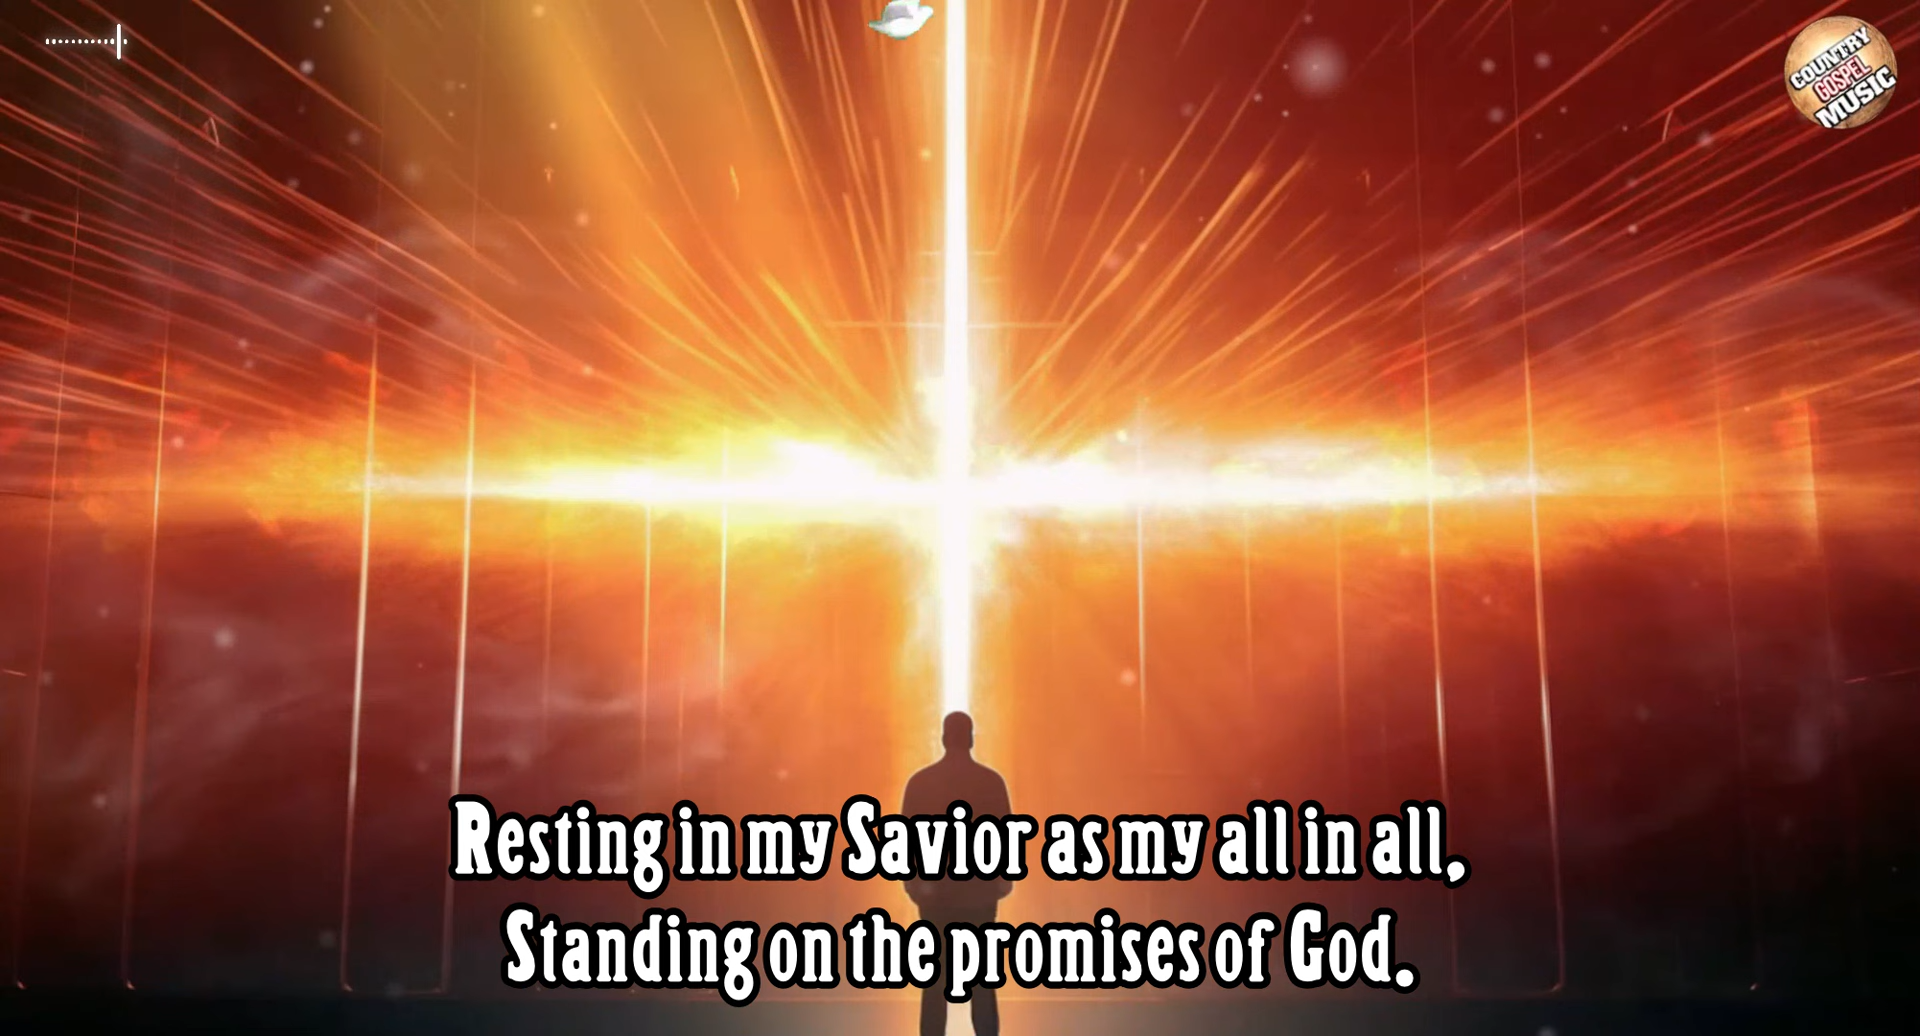 COUNTRY
GOSPEL
MUSIC
Resting in my Savior as my all in all,
Standing on the promises of God.